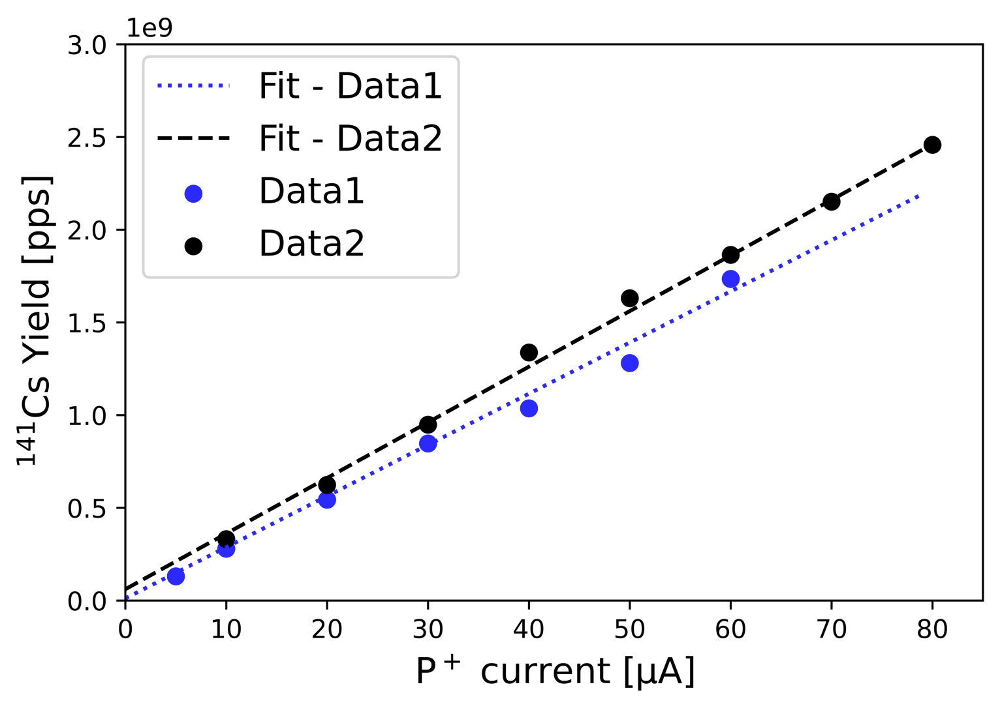 1e9
3.0
2.5
2.0
1.5
1.0
0.5
0.0
Fit - Data1
Fit - Data2
Data1
Data2
¹⁴¹Cs Yield [pps]
0 10 20 30 40 50 60 70 80
P⁺ current [µA]